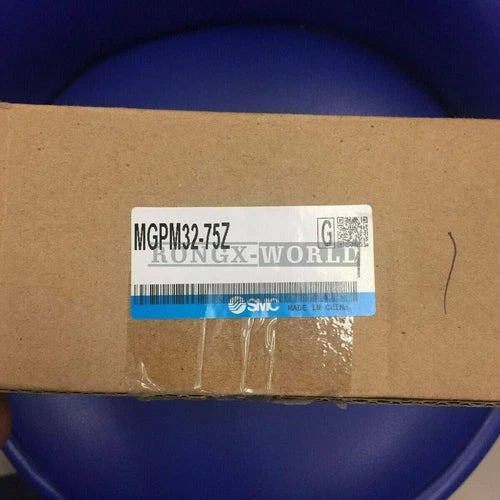 MGPM32-75Z
G
RONGX-WORLD
SMC
MADE IN CHINA